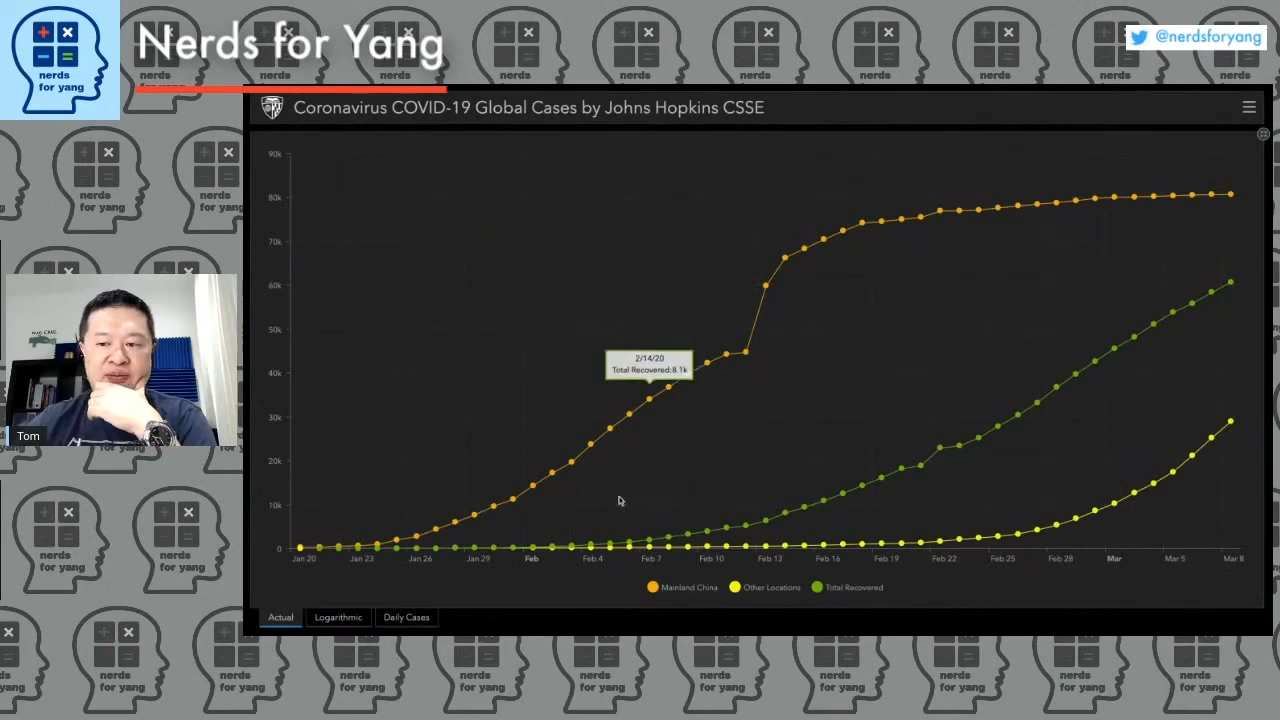 nerds
for yang
Nerds for Yang
@nerdsforyang
Coronavirus COVID-19 Global Cases by Johns Hopkins CSSE
90k
80k
70k
60k
50k
40k
30k
20k
10k
0
2/14/20
Total Recovered:8.1k
Jan 20
Jan 23
Jan 26
Jan 29
Feb
Feb 4
Feb 7
Feb 10
Feb 13
Feb 16
Feb 19
Feb 22
Feb 25
Feb 28
Mar
Mar 5
Mar 8
Mainland China
Other Locations
Total Recovered
Actual
Logarithmic
Daily Cases
Tom
nerds
for yang